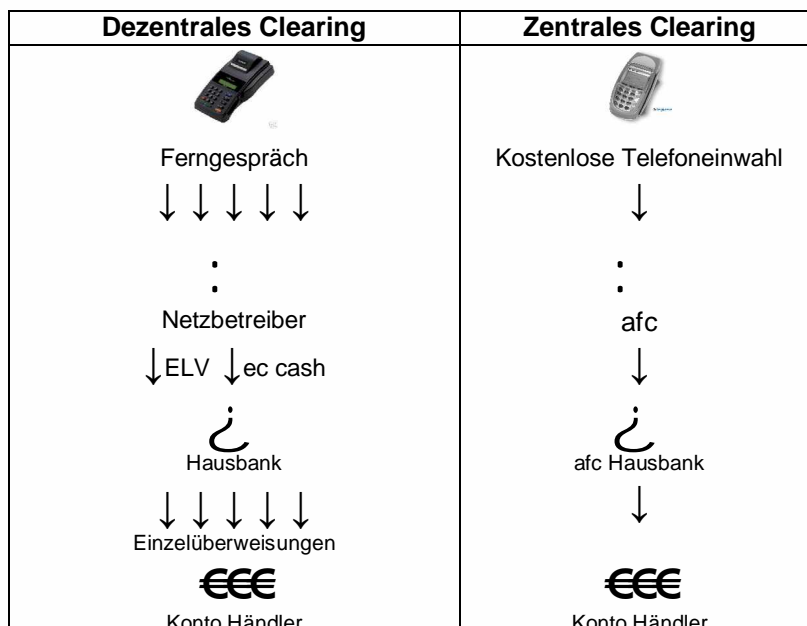 Dezentrales Clearing
Ferngespräch
↓ ↓ ↓ ↓ ↓
:
Netzbetreiber
↓ELV ↓ec cash
¿
Hausbank
↓ ↓ ↓ ↓ ↓
Einzelüberweisungen
€€€
Konto Händler
Zentrales Clearing
Kostenlose Telefoneinwahl
↓
:
afc
↓
¿
afc Hausbank
↓
€€€
Konto Händler